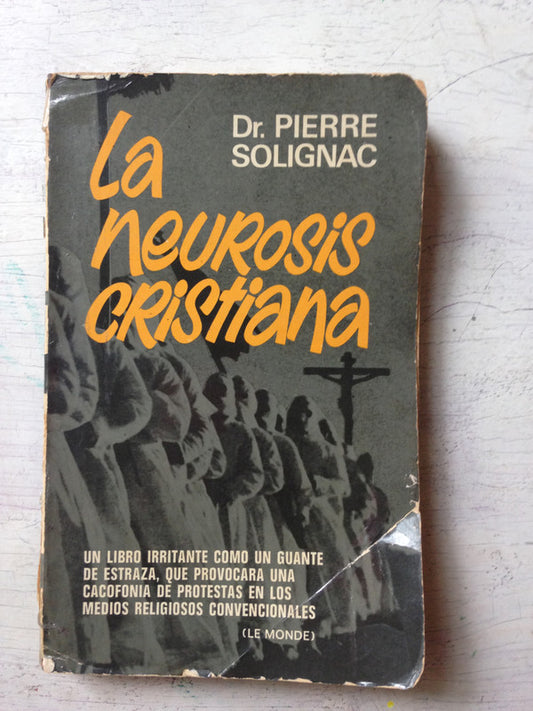 Dr. PIERRE
SOLIGNAC
La
neurosis
cristiana
UN LIBRO IRRITANTE COMO UN GUANTE
DE ESTRAZA, QUE PROVOCARA UNA
CACOFONIA DE PROTESTAS EN LOS
MEDIOS RELIGIOSOS CONVENCIONALES
(LE MONDE)